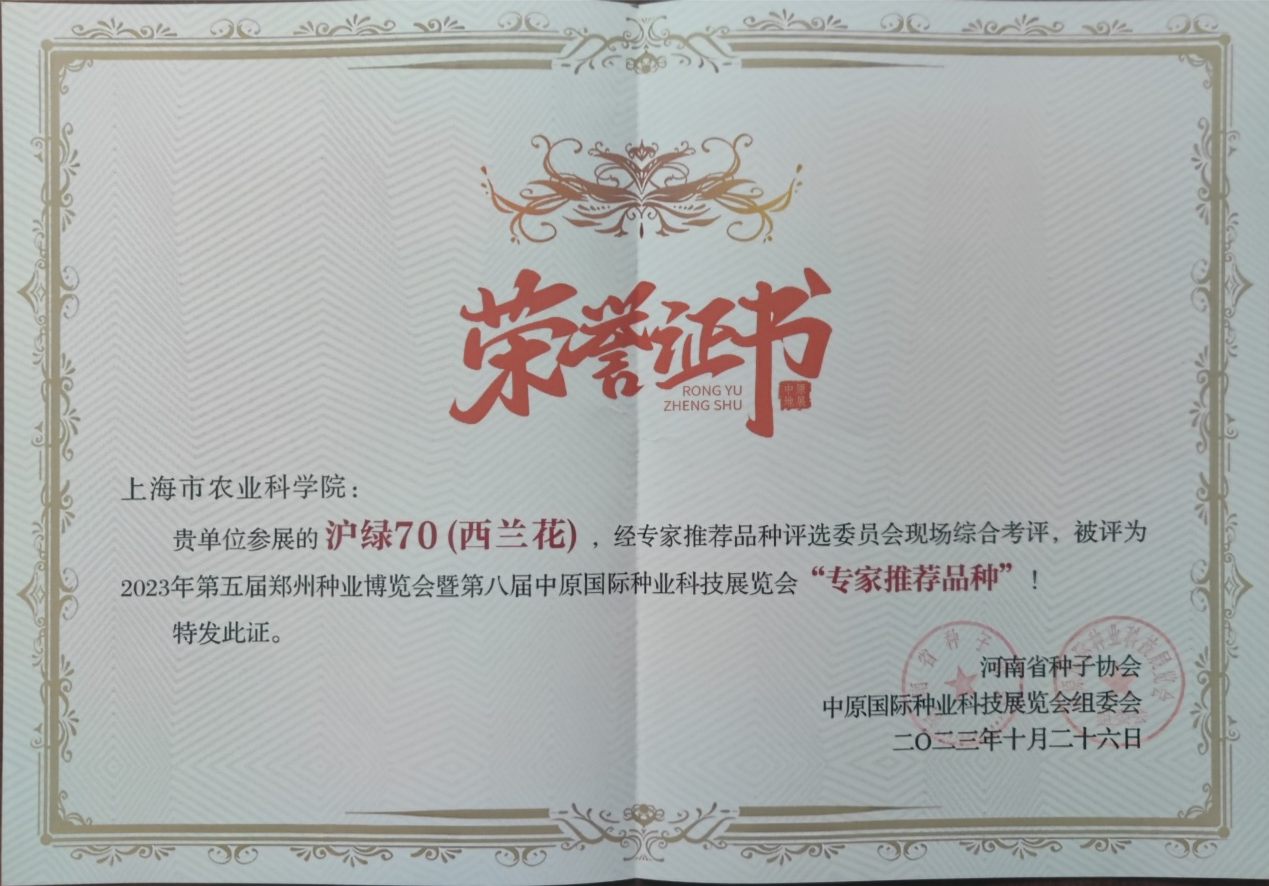 荣誉证书
RONG YU
ZHENG SHU
中原
地展
上海市农业科学院：
贵单位参展的 沪绿70 (西兰花) ，经专家推荐品种评选委员会现场综合考评，被评为
2023年第五届郑州种业博览会暨第八届中原国际种业科技展览会“专家推荐品种”！
特发此证。
河南省种子协会
中原国际种业科技展览会组委会
二〇二三年十月二十六日